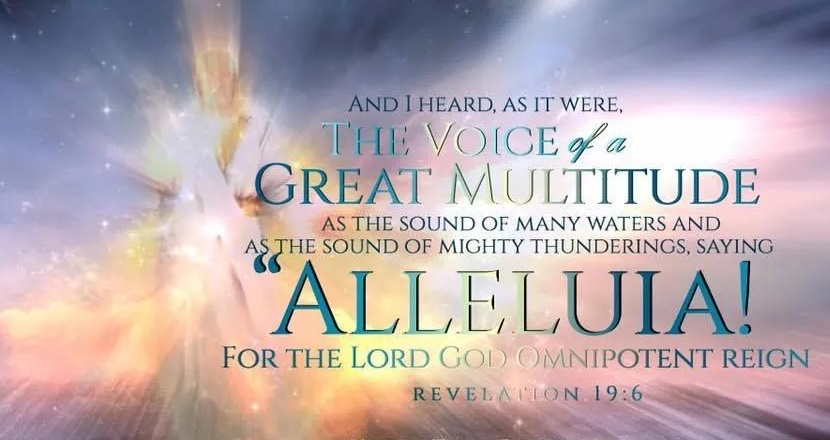 And I heard, as it were,
The Voice of a
Great Multitude
as the sound of many waters and
as the sound of mighty thunderings, saying
“Alleluia!
For the Lord God Omnipotent reign
Revelation 19:6